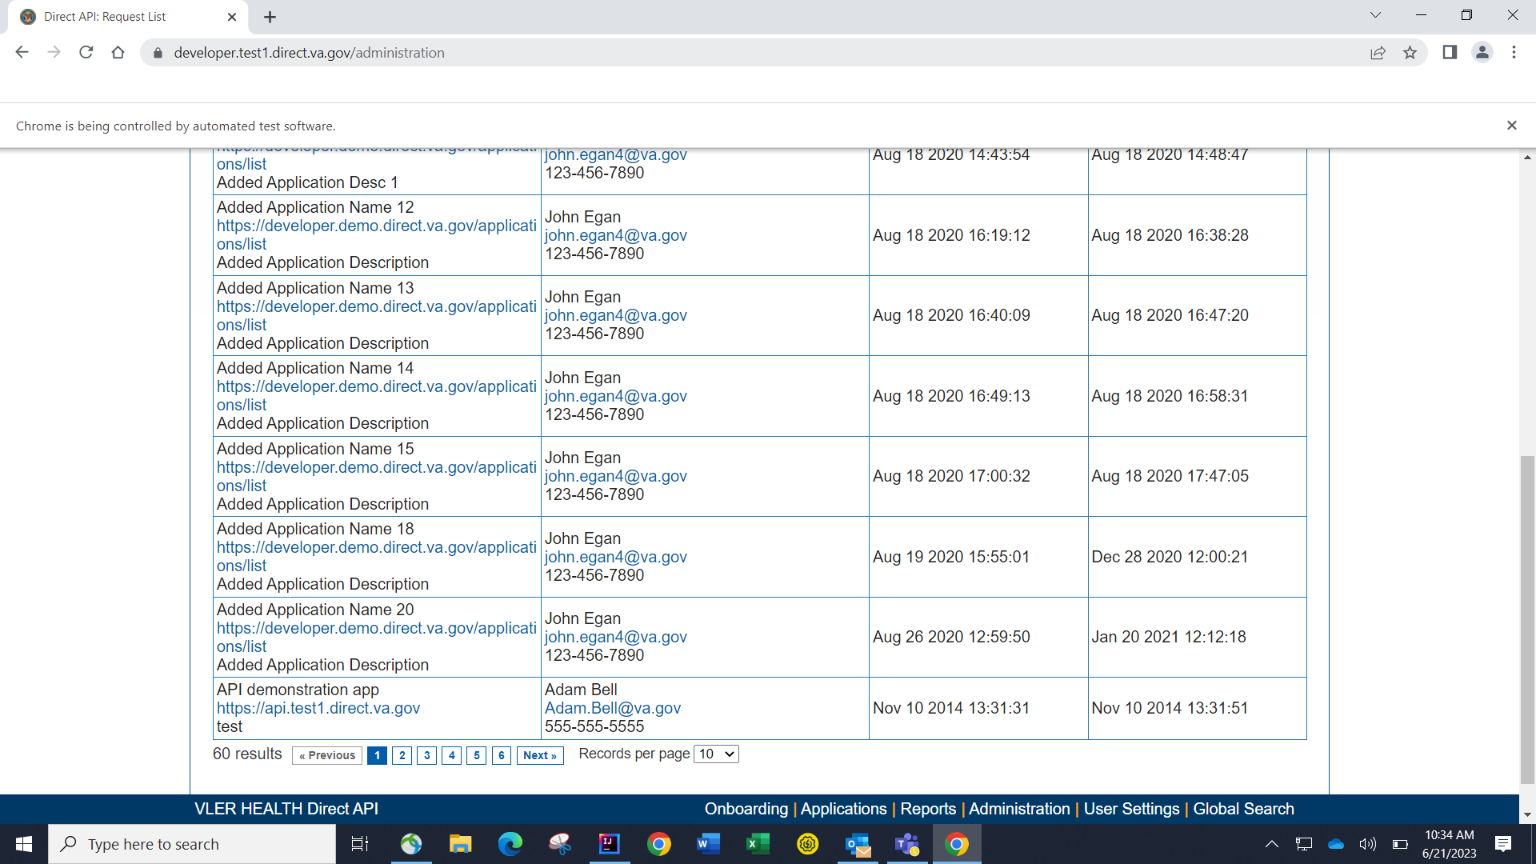 Direct API: Request List
developer.test1.direct.va.gov/administration
Chrome is being controlled by automated test software.
ons/list
Added Application Desc 1
john.egan4@va.gov
123-456-7890
Aug 18 2020 14:43:54
Aug 18 2020 14:48:47
Added Application Name 12
https://developer.demo.direct.va.gov/applicati
ons/list
Added Application Description
John Egan
john.egan4@va.gov
123-456-7890
Aug 18 2020 16:19:12
Aug 18 2020 16:38:28
Added Application Name 13
https://developer.demo.direct.va.gov/applicati
ons/list
Added Application Description
John Egan
john.egan4@va.gov
123-456-7890
Aug 18 2020 16:40:09
Aug 18 2020 16:47:20
Added Application Name 14
https://developer.demo.direct.va.gov/applicati
ons/list
Added Application Description
John Egan
john.egan4@va.gov
123-456-7890
Aug 18 2020 16:49:13
Aug 18 2020 16:58:31
Added Application Name 15
https://developer.demo.direct.va.gov/applicati
ons/list
Added Application Description
John Egan
john.egan4@va.gov
123-456-7890
Aug 18 2020 17:00:32
Aug 18 2020 17:47:05
Added Application Name 18
https://developer.demo.direct.va.gov/applicati
ons/list
Added Application Description
John Egan
john.egan4@va.gov
123-456-7890
Aug 19 2020 15:55:01
Dec 28 2020 12:00:21
Added Application Name 20
https://developer.demo.direct.va.gov/applicati
ons/list
Added Application Description
John Egan
john.egan4@va.gov
123-456-7890
Aug 26 2020 12:59:50
Jan 20 2021 12:12:18
API demonstration app
https://api.test1.direct.va.gov
test
Adam Bell
Adam.Bell@va.gov
555-555-5555
Nov 10 2014 13:31:31
Nov 10 2014 13:31:51
60 results « Previous 1 2 3 4 5 6 Next » Records per page 10
VLER HEALTH Direct API Onboarding | Applications | Reports | Administration | User Settings | Global Search
Type here to search
10:34 AM
6/21/2023